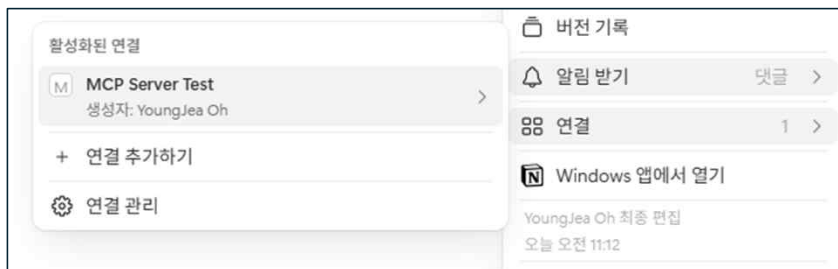 활성화된 연결
M MCP Server Test
생성자: YoungJea Oh
+ 연결 추가하기
연결 관리
버전 기록
알림 받기 댓글
연결 1
Windows 앱에서 열기
YoungJea Oh 최종 편집
오늘 오전 11:12